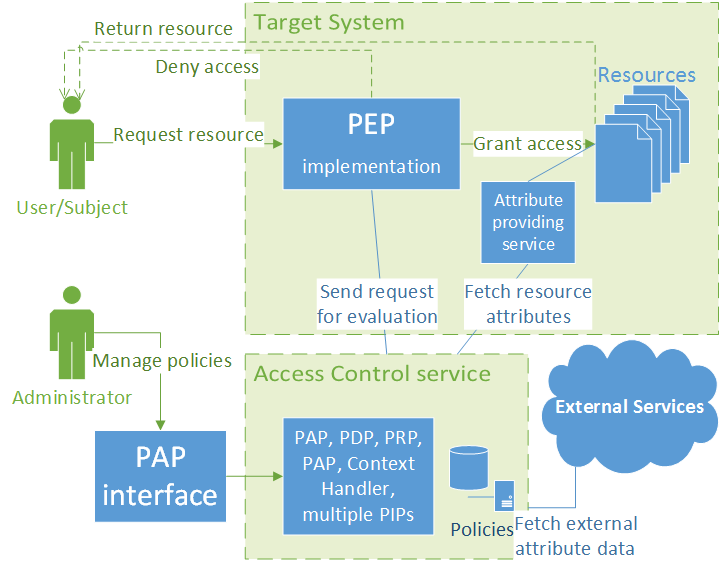 Return resource
Target System
Deny access
Resources
Request resource
PEP
implementation
Grant access
User/Subject
Attribute
providing
service
Send request
for evaluation
Fetch resource
attributes
Manage policies
Administrator
Access Control service
External Services
PAP
interface
PAP, PDP, PRP,
PAP, Context
Handler,
multiple PIPs
Policies
Fetch external
attribute data